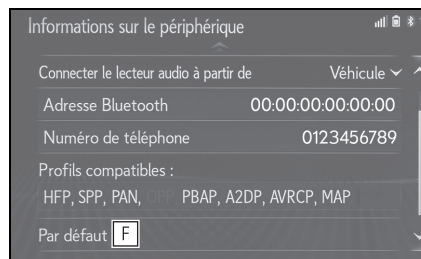 Informations sur le périphérique
Connecter le lecteur audio à partir de Véhicule
Adresse Bluetooth 00:00:00:00:00:00
Numéro de téléphone 0123456789
Profils compatibles :
HFP, SPP, PAN, OPP, PBAP, A2DP, AVRCP, MAP
Par défaut F